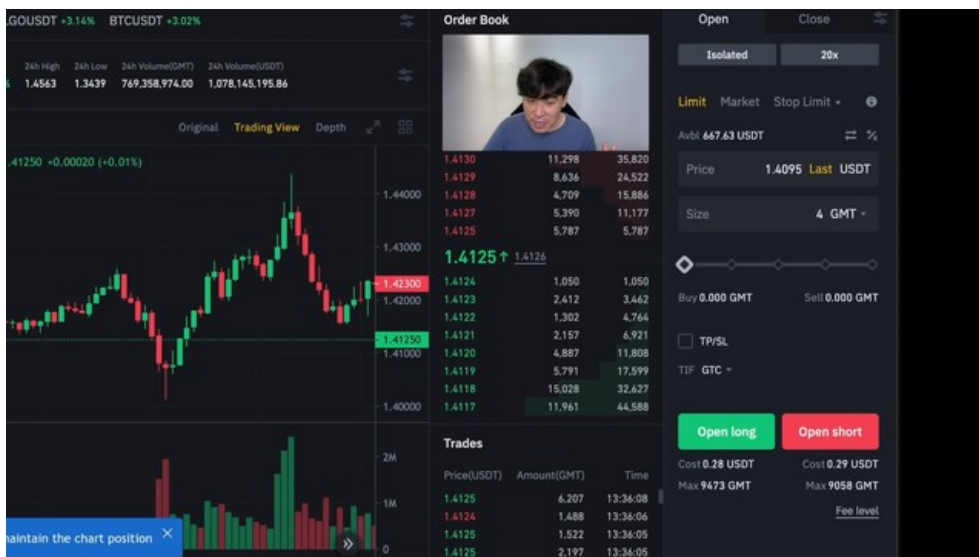 .GOUSDT +3.14% BTCUSDT +3.02%
24h High 24h Low 24h Volume(GMT) 24h Volume(USDT)
1.4563 1.3439 769,358,974.00 1,078,145,195.86
Original Trading View Depth
.41250 +0.00020 (+0.01%)
1.44000
1.43000
1.42300
1.42000
1.41250
1.41000
1.40000
2M
1M
0
naintain the chart position
Order Book
1.4130 11,298 35,820
1.4129 8,636 24,522
1.4128 4,709 15,886
1.4127 5,390 11,177
1.4125 5,787 5,787
1.4125↑ 1.4126
1.4124 1,050 1,050
1.4123 2,412 3,462
1.4122 1,302 4,764
1.4121 2,157 6,921
1.4120 4,887 11,808
1.4119 5,791 17,599
1.4118 15,028 32,627
1.4117 11,961 44,588
Trades
Price(USDT) Amount(GMT) Time
1.4125 6,207 13:36:08
1.4124 1,488 13:36:06
1.4125 1,522 13:36:05
1.4125 2,197 13:36:05
Open Close
Isolated 20x
Limit Market Stop Limit
Avbl 667.63 USDT
Price 1.4095 Last USDT
Size 4 GMT
Buy 0.000 GMT Sell 0.000 GMT
TP/SL
TIF GTC
Open long Open short
Cost 0.28 USDT Cost 0.29 USDT
Max 9473 GMT Max 9058 GMT
Fee level